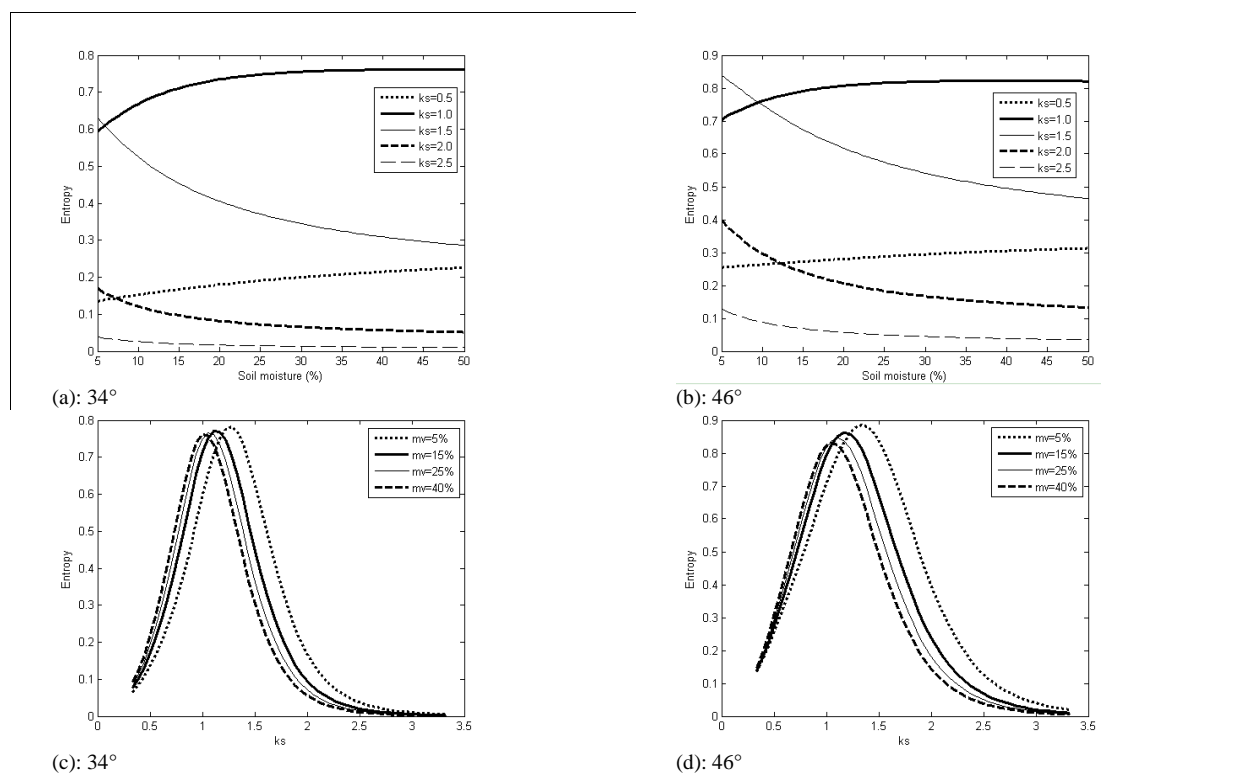 0.8
0.7
0.6
0.5
0.4
0.3
0.2
0.1
0
Entropy
ks=0.5
ks=1.0
ks=1.5
ks=2.0
ks=2.5
5 10 15 20 25 30 35 40 45 50
Soil moisture (%)
(a): 34°
0.9
0.8
0.7
0.6
0.5
0.4
0.3
0.2
0.1
0
Entropy
ks=0.5
ks=1.0
ks=1.5
ks=2.0
ks=2.5
5 10 15 20 25 30 35 40 45 50
Soil moisture (%)
(b): 46°
0.8
0.7
0.6
0.5
0.4
0.3
0.2
0.1
0
Entropy
mv=5%
mv=15%
mv=25%
mv=40%
0 0.5 1 1.5 2 2.5 3 3.5
ks
(c): 34°
0.9
0.8
0.7
0.6
0.5
0.4
0.3
0.2
0.1
0
Entropy
mv=5%
mv=15%
mv=25%
mv=40%
0 0.5 1 1.5 2 2.5 3 3.5
ks
(d): 46°